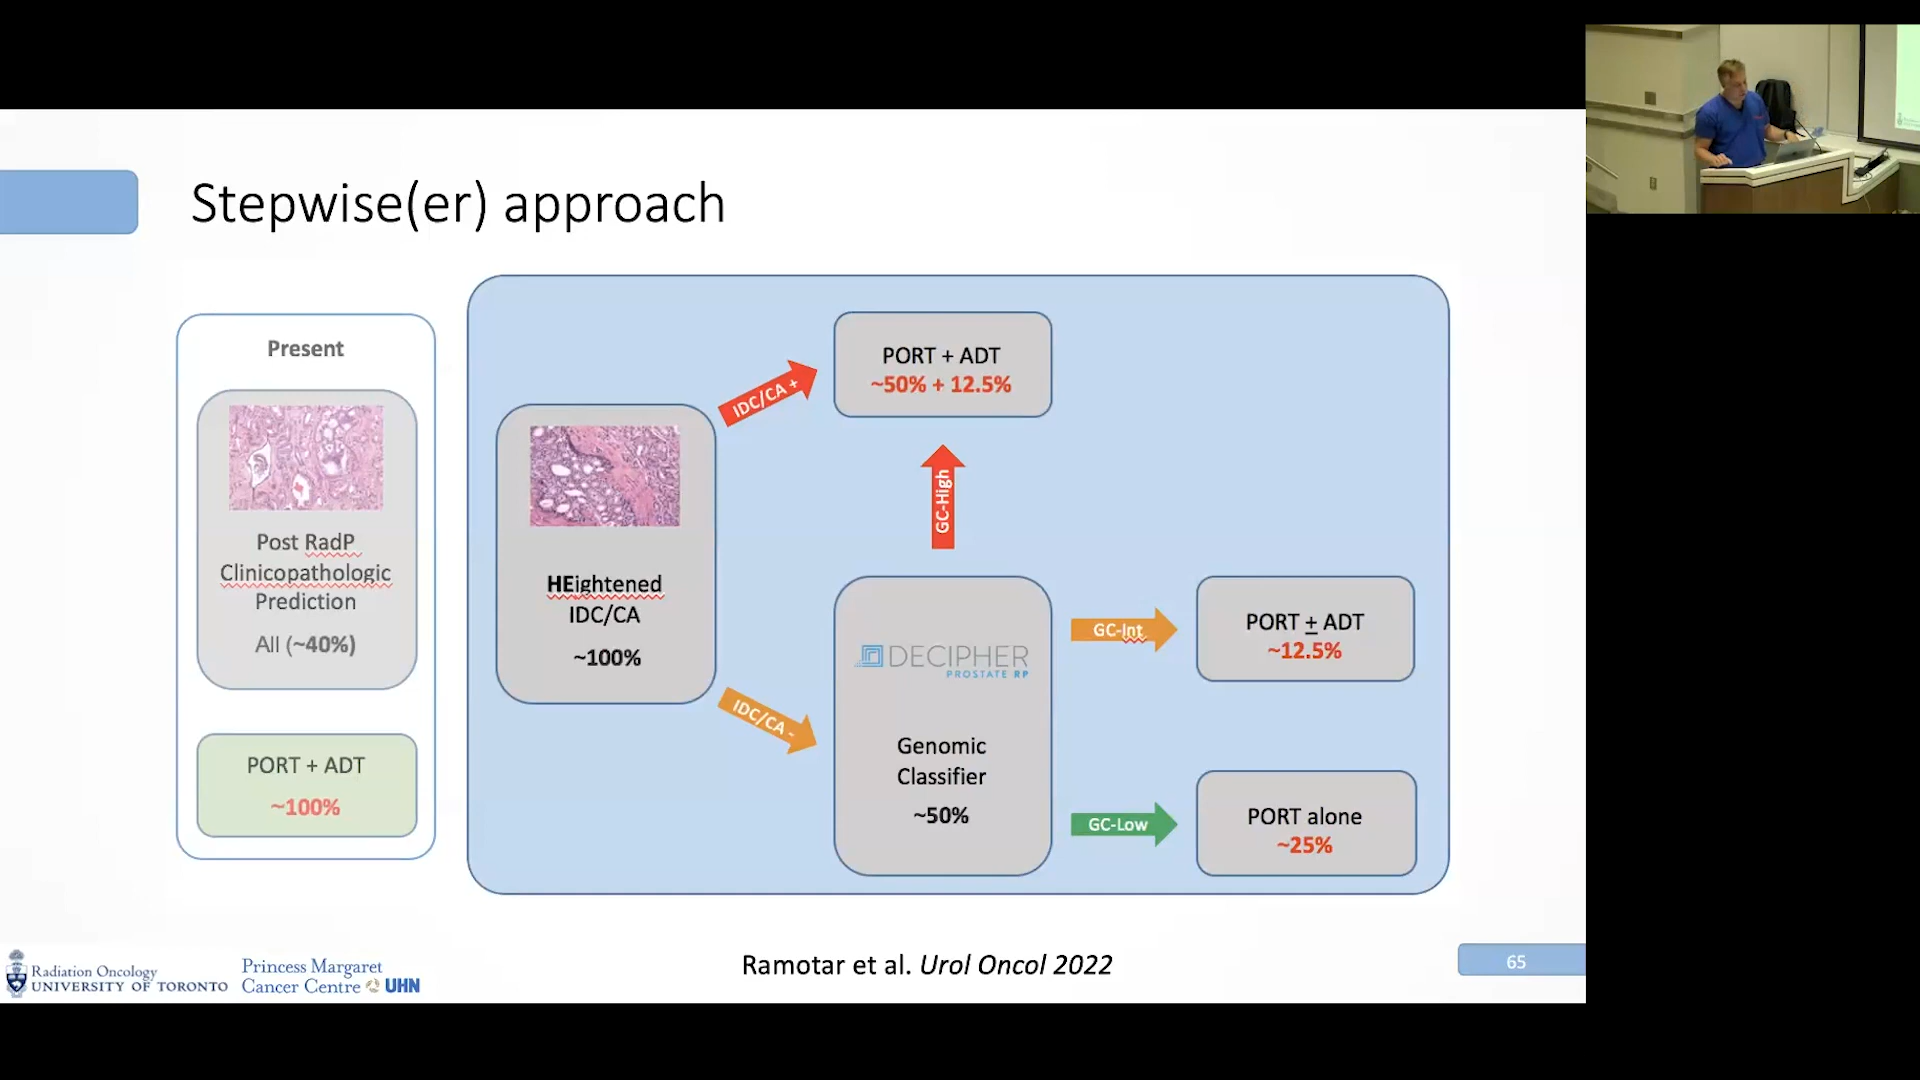 Stepwise(er) approach
Present
Post RadP
Clinicopathologic
Prediction
All (~40%)
PORT + ADT
~100%
HEightened
IDC/CA
~100%
IDC/CA +
IDC/CA -
PORT + ADT
~50% + 12.5%
GC-High
DECIPHER
PROSTATE RP
Genomic
Classifier
~50%
GC-Int
GC-Low
PORT ± ADT
~12.5%
PORT alone
~25%
Radiation Oncology
UNIVERSITY OF TORONTO
Princess Margaret
Cancer Centre UHN
Ramotar et al. Urol Oncol 2022
65